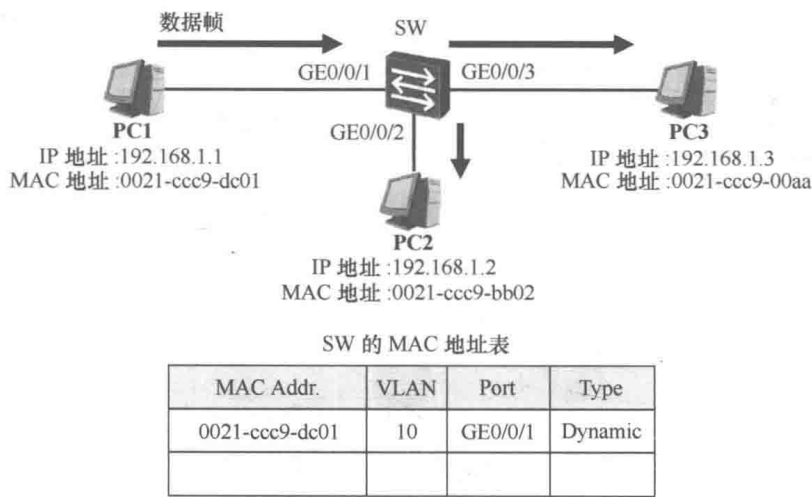 数据帧
SW
GE0/0/1
GE0/0/3
PC1
GE0/0/2
PC3
IP 地址 :192.168.1.1
MAC 地址 :0021-ccc9-dc01
IP 地址 :192.168.1.3
MAC 地址 :0021-ccc9-00aa
PC2
IP 地址 :192.168.1.2
MAC 地址 :0021-ccc9-bb02
SW 的 MAC 地址表
MAC Addr. VLAN Port Type
0021-ccc9-dc01 10 GE0/0/1 Dynamic